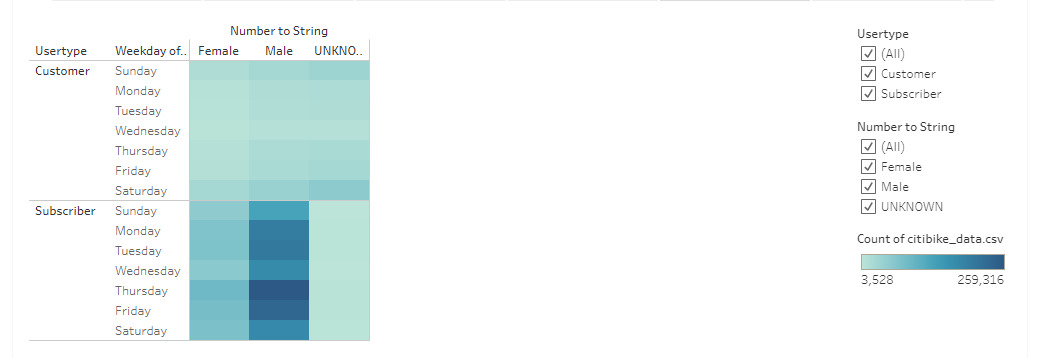 Number to String
Usertype Weekday of.. Female Male UNKNO..
Customer Sunday
Monday
Tuesday
Wednesday
Thursday
Friday
Saturday
Subscriber Sunday
Monday
Tuesday
Wednesday
Thursday
Friday
Saturday
Usertype
(All)
Customer
Subscriber
Number to String
(All)
Female
Male
UNKNOWN
Count of citibike_data.csv
3,528 259,316